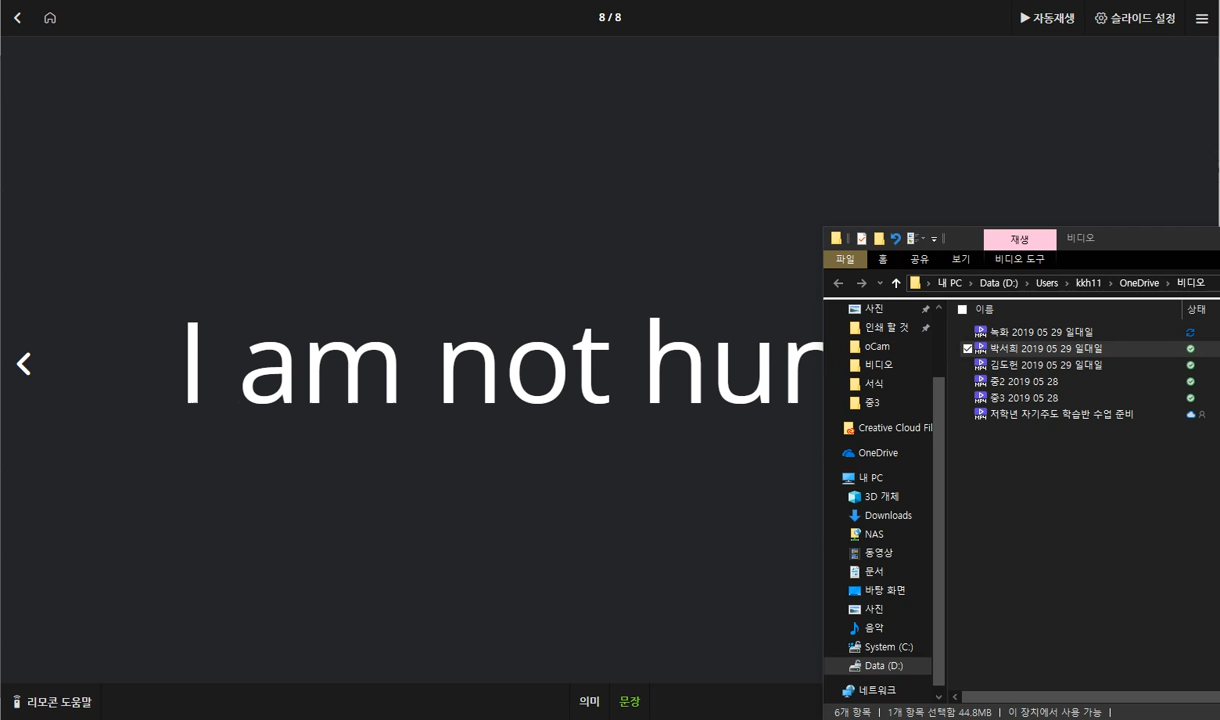 8 / 8
자동재생
슬라이드 설정
I am not hun
리모콘 도움말
의미
문장
재생
비디오
파일
홈
공유
보기
비디오 도구
내 PC › Data (D:) › Users › kkh11 › OneDrive › 비디오
사진
인쇄 할 것
oCam
비디오
서식
중3
Creative Cloud Fil
OneDrive
내 PC
3D 개체
Downloads
NAS
동영상
문서
바탕 화면
사진
음악
System (C:)
Data (D:)
네트워크
이름
상태
녹화 2019 05 29 일대일
박서희 2019 05 29 일대일
김도헌 2019 05 29 일대일
중2 2019 05 28
중3 2019 05 28
저학년 자기주도 학습반 수업 준비
6개 항목 | 1개 항목 선택함 44.8MB | 이 장치에서 사용 가능 |